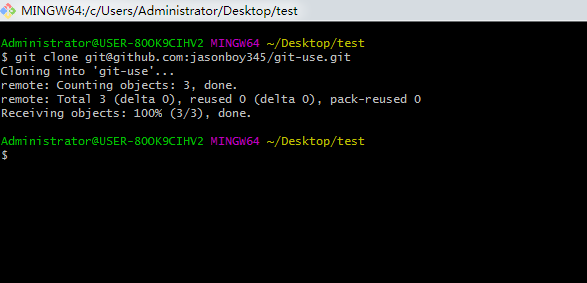 MINGW64:/c/Users/Administrator/Desktop/test
Administrator@USER-8OOK9CIHV2 MINGW64 ~/Desktop/test
$ git clone git@github.com:jasonboy345/git-use.git
Cloning into 'git-use'...
remote: Counting objects: 3, done.
remote: Total 3 (delta 0), reused 0 (delta 0), pack-reused 0
Receiving objects: 100% (3/3), done.
Administrator@USER-8OOK9CIHV2 MINGW64 ~/Desktop/test
$